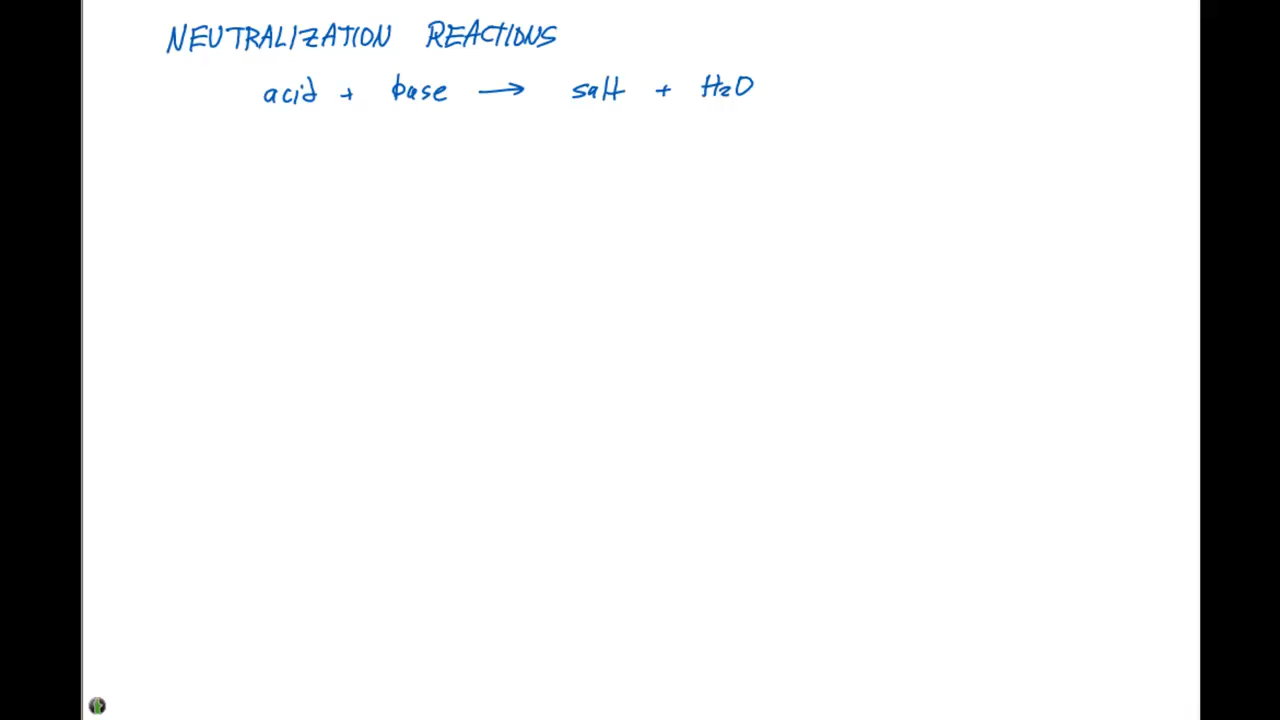 NEUTRALIZATION REACTIONS
acid + base → salt + H₂O